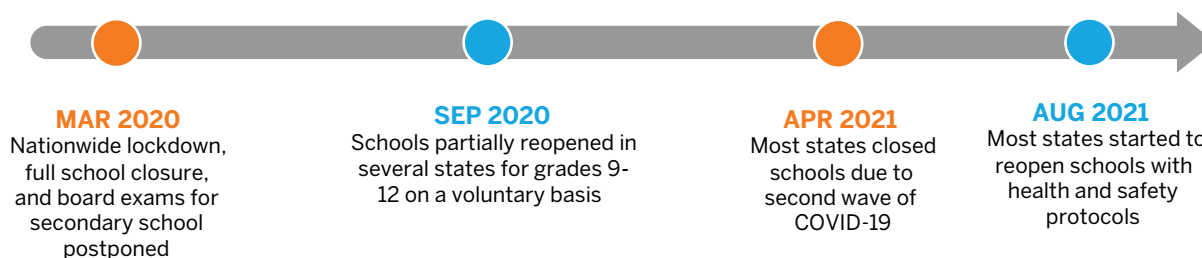 MAR 2020
Nationwide lockdown,
full school closure,
and board exams for
secondary school
postponed
SEP 2020
Schools partially reopened in
several states for grades 9-
12 on a voluntary basis
APR 2021
Most states closed
schools due to
second wave of
COVID-19
AUG 2021
Most states started to
reopen schools with
health and safety
protocols